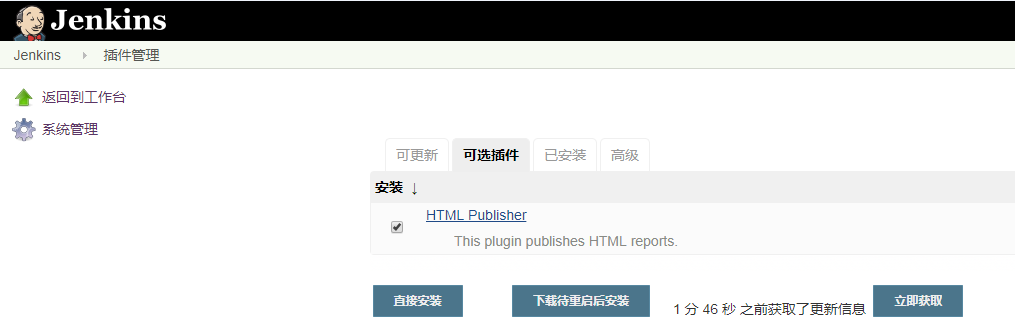 Jenkins
Jenkins 插件管理
返回到工作台
系统管理
可更新 可选插件 已安装 高级
安装 ↓
HTML Publisher
This plugin publishes HTML reports.
直接安装 下载待重启后安装 1 分 46 秒 之前获取了更新信息 立即获取